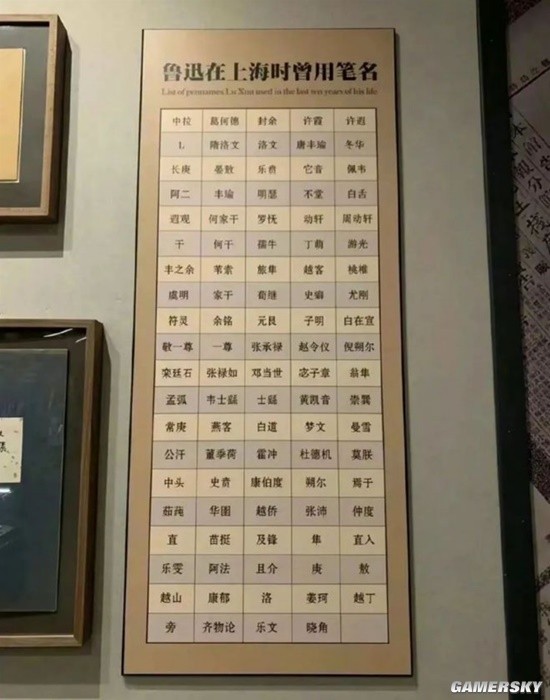 鲁迅在上海时曾用笔名
List of pennames Lu Xun used in the last ten years of his life
中拉 葛何德 封余 许霞 许遐
L 隋洛文 洛文 唐丰瑜 冬华
长庚 晏敖 乐贲 它音 佩韦
阿二 丰瑜 明瑟 不堂 白舌
遐观 何家干 罗怃 动轩 周动轩
干 何干 孺牛 丁萌 游光
丰之余 苇索 旅隼 越客 桃椎
虞明 家干 荀继 史癖 尤刚
符灵 余铭 元艮 子明 白在宣
敬一尊 一尊 张承禄 赵令仪 倪朔尔
栾廷石 张禄如 邓当世 宓子章 翁隼
孟弧 韦士繇 士繇 黄凯音 崇巽
常庚 燕客 白道 梦文 曼雪
公汗 董季荷 霍冲 杜德机 莫朕
中头 史贲 康伯度 朔尔 焉于
茹莼 华圉 越侨 张沛 仲度
直 苗挺 及锋 隼 直入
乐雯 阿法 且介 庚 敖
越山 康郁 洛 姜珂 越丁
旁 齐物论 乐文 晓角
GAMERSKY